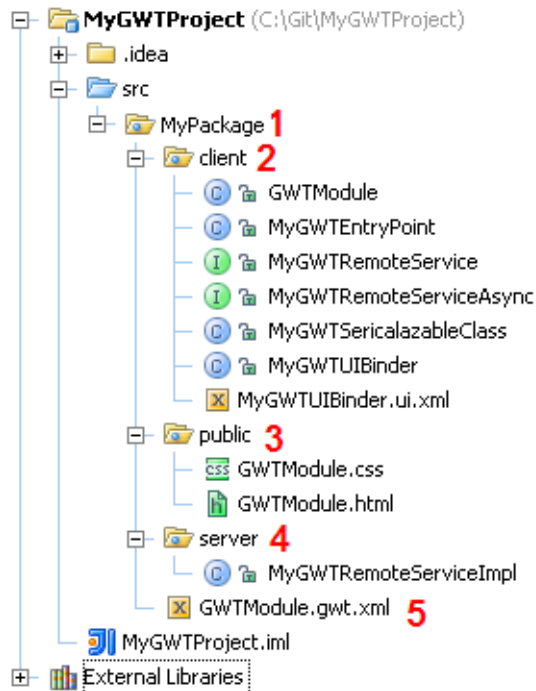 MyGWTProject (C:\Git\MyGWTProject)
.idea
src
MyPackage 1
client 2
C GWTModule
C MyGWTEntryPoint
I MyGWTRemoteService
I MyGWTRemoteServiceAsync
C MyGWTSericalazableClass
C MyGWTUIBinder
X MyGWTUIBinder.ui.xml
public 3
css GWTModule.css
h GWTModule.html
server 4
C MyGWTRemoteServiceImpl
X GWTModule.gwt.xml 5
MyGWTProject.iml
External Libraries